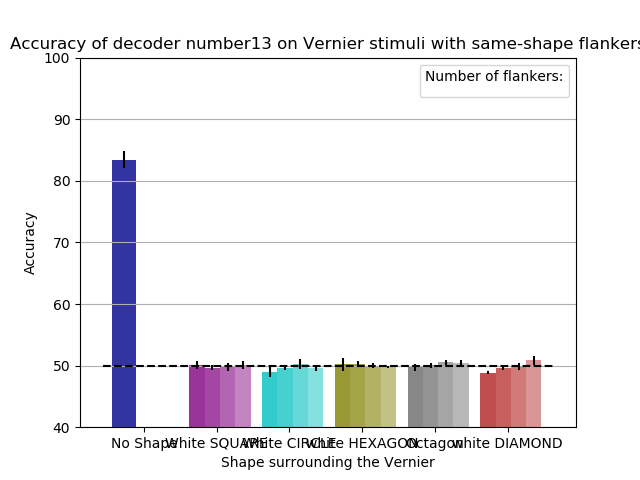 Accuracy of decoder number13 on Vernier stimuli with same-shape flankers
Number of flankers:
100
90
80
70
60
50
40
Accuracy
No Shape
White SQUARE
White CIRCLE
white HEXAGON
Octagon
white DIAMOND
Shape surrounding the Vernier